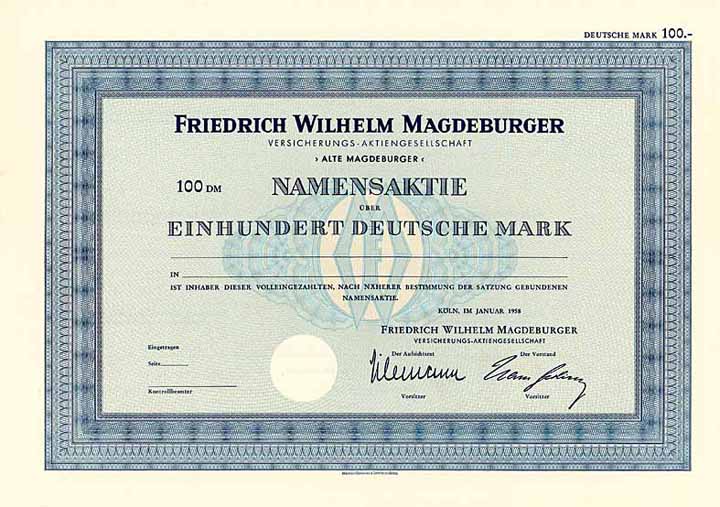 DEUTSCHE MARK 100.-
FRIEDRICH WILHELM MAGDEBURGER
VERSICHERUNGS-AKTIENGESELLSCHAFT
› ALTE MAGDEBURGER ‹
100 DM NAMENSAKTIE
ÜBER
EINHUNDERT DEUTSCHE MARK
IN
IST INHABER DIESER VOLLEINGEZAHLTEN, NACH NÄHERER BESTIMMUNG DER SATZUNG GEBUNDENEN
NAMENSAKTIE.
KÖLN, IM JANUAR 1958
FRIEDRICH WILHELM MAGDEBURGER
VERSICHERUNGS-AKTIENGESELLSCHAFT
Eingetragen
Der Aufsichtsrat Der Vorstand
Seite
Kontrollbeamter
Vorsitzer Vorsitzer